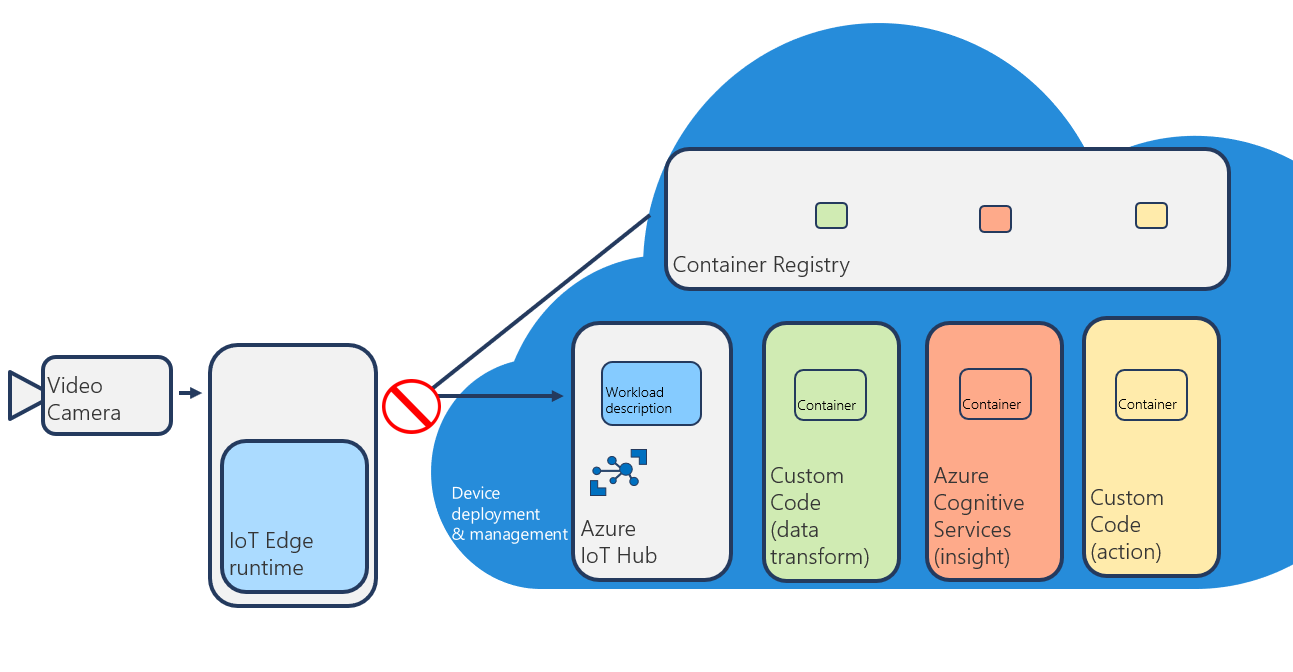 Container Registry
Video
Camera
IoT Edge
runtime
Device
deployment
& management
Workload
description
Azure
IoT Hub
Container
Custom
Code
(data
transform)
Container
Azure
Cognitive
Services
(insight)
Container
Custom
Code
(action)